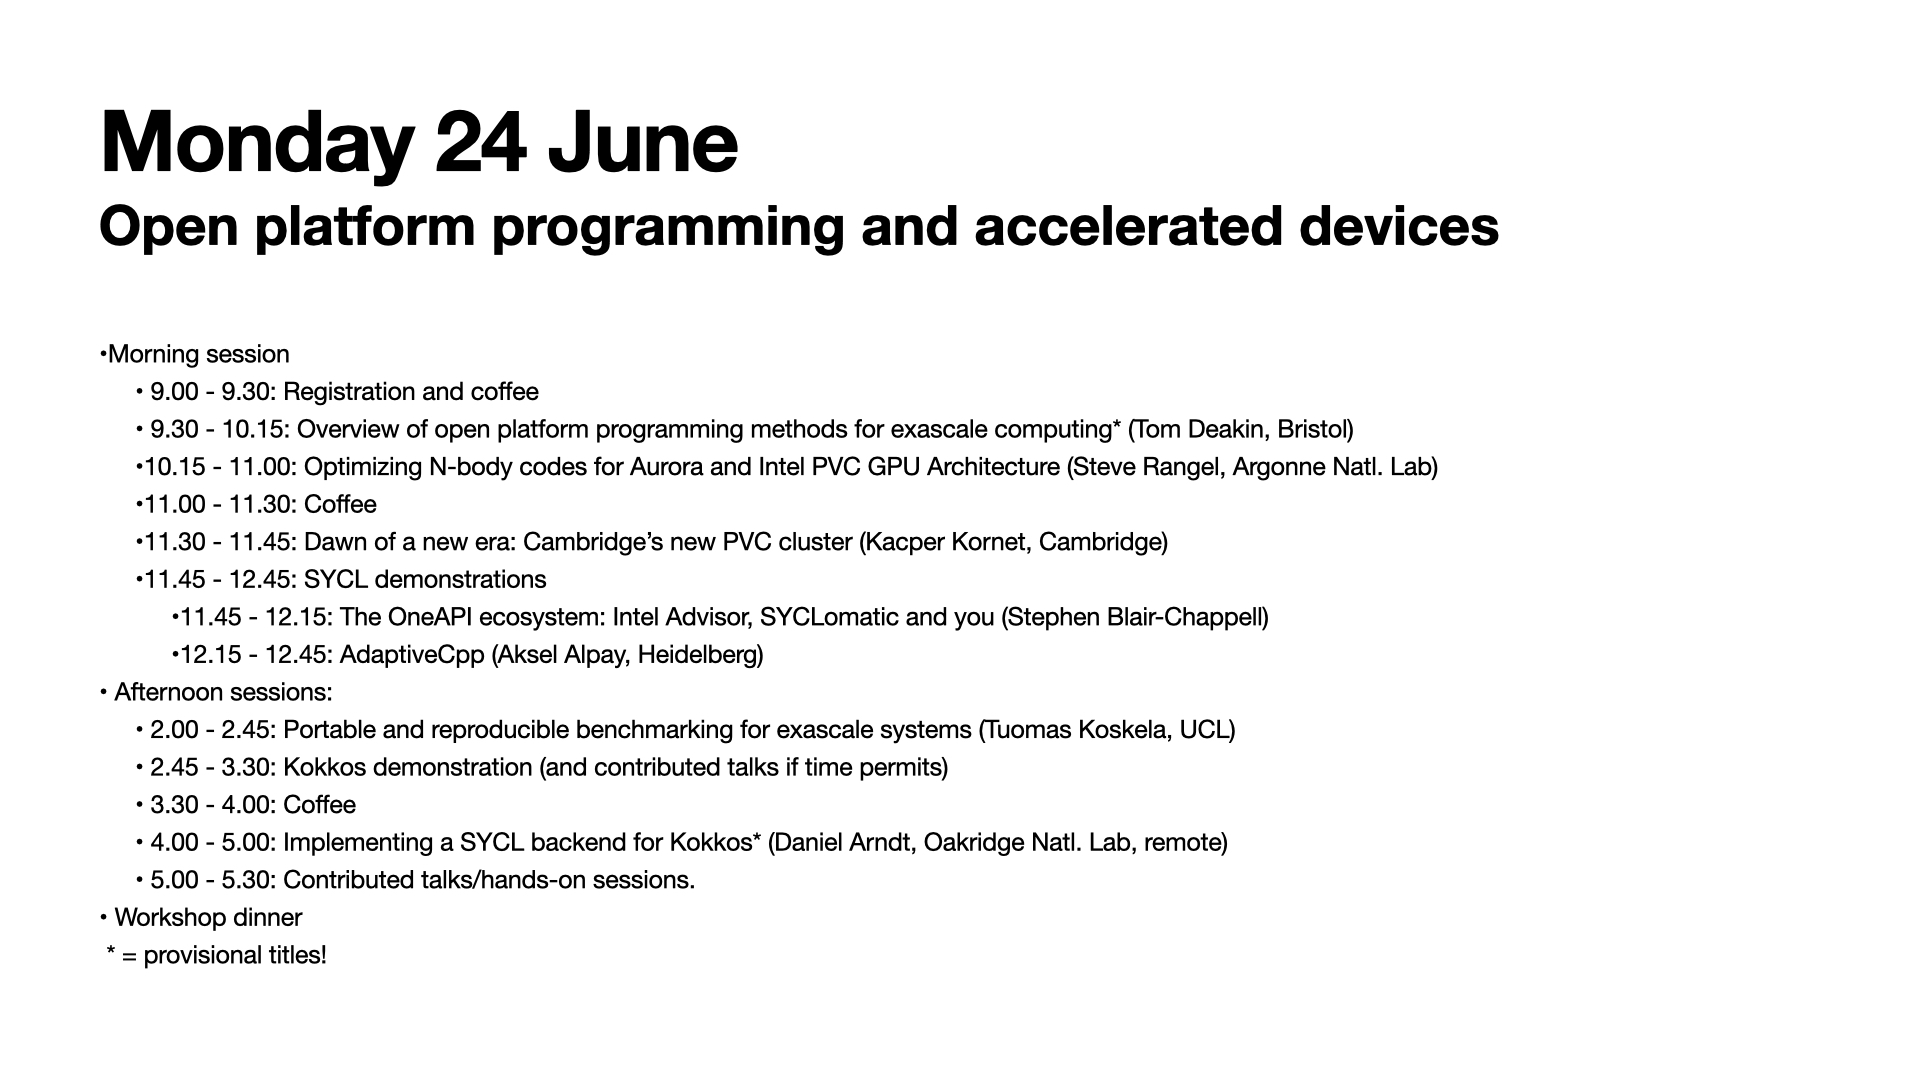 Monday 24 June
Open platform programming and accelerated devices
•Morning session
• 9.00 - 9.30: Registration and coffee
• 9.30 - 10.15: Overview of open platform programming methods for exascale computing* (Tom Deakin, Bristol)
•10.15 - 11.00: Optimizing N-body codes for Aurora and Intel PVC GPU Architecture (Steve Rangel, Argonne Natl. Lab)
•11.00 - 11.30: Coffee
•11.30 - 11.45: Dawn of a new era: Cambridge’s new PVC cluster (Kacper Kornet, Cambridge)
•11.45 - 12.45: SYCL demonstrations
•11.45 - 12.15: The OneAPI ecosystem: Intel Advisor, SYCLomatic and you (Stephen Blair-Chappell)
•12.15 - 12.45: AdaptiveCpp (Aksel Alpay, Heidelberg)
• Afternoon sessions:
• 2.00 - 2.45: Portable and reproducible benchmarking for exascale systems (Tuomas Koskela, UCL)
• 2.45 - 3.30: Kokkos demonstration (and contributed talks if time permits)
• 3.30 - 4.00: Coffee
• 4.00 - 5.00: Implementing a SYCL backend for Kokkos* (Daniel Arndt, Oakridge Natl. Lab, remote)
• 5.00 - 5.30: Contributed talks/hands-on sessions.
• Workshop dinner
* = provisional titles!